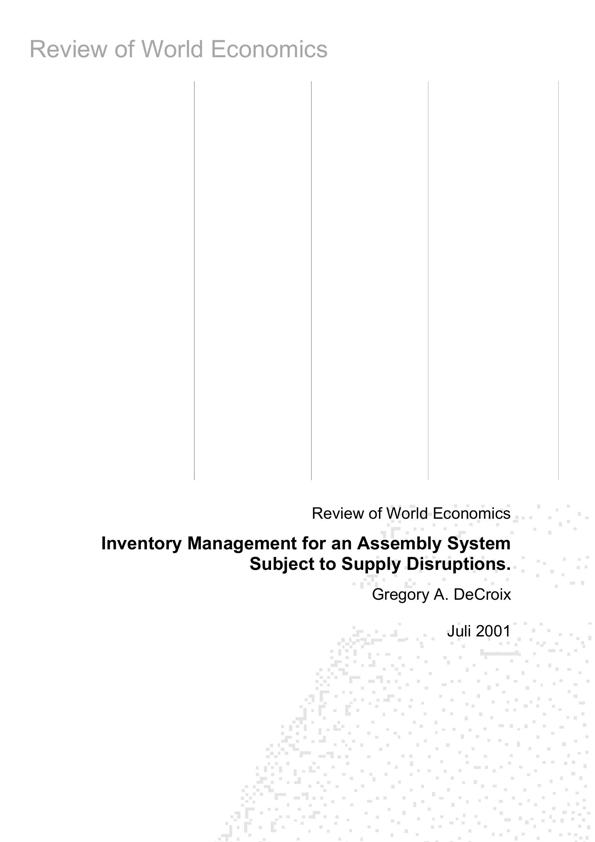 Review of World Economics
Review of World Economics
Inventory Management for an Assembly System
Subject to Supply Disruptions.
Gregory A. DeCroix
Juli 2001